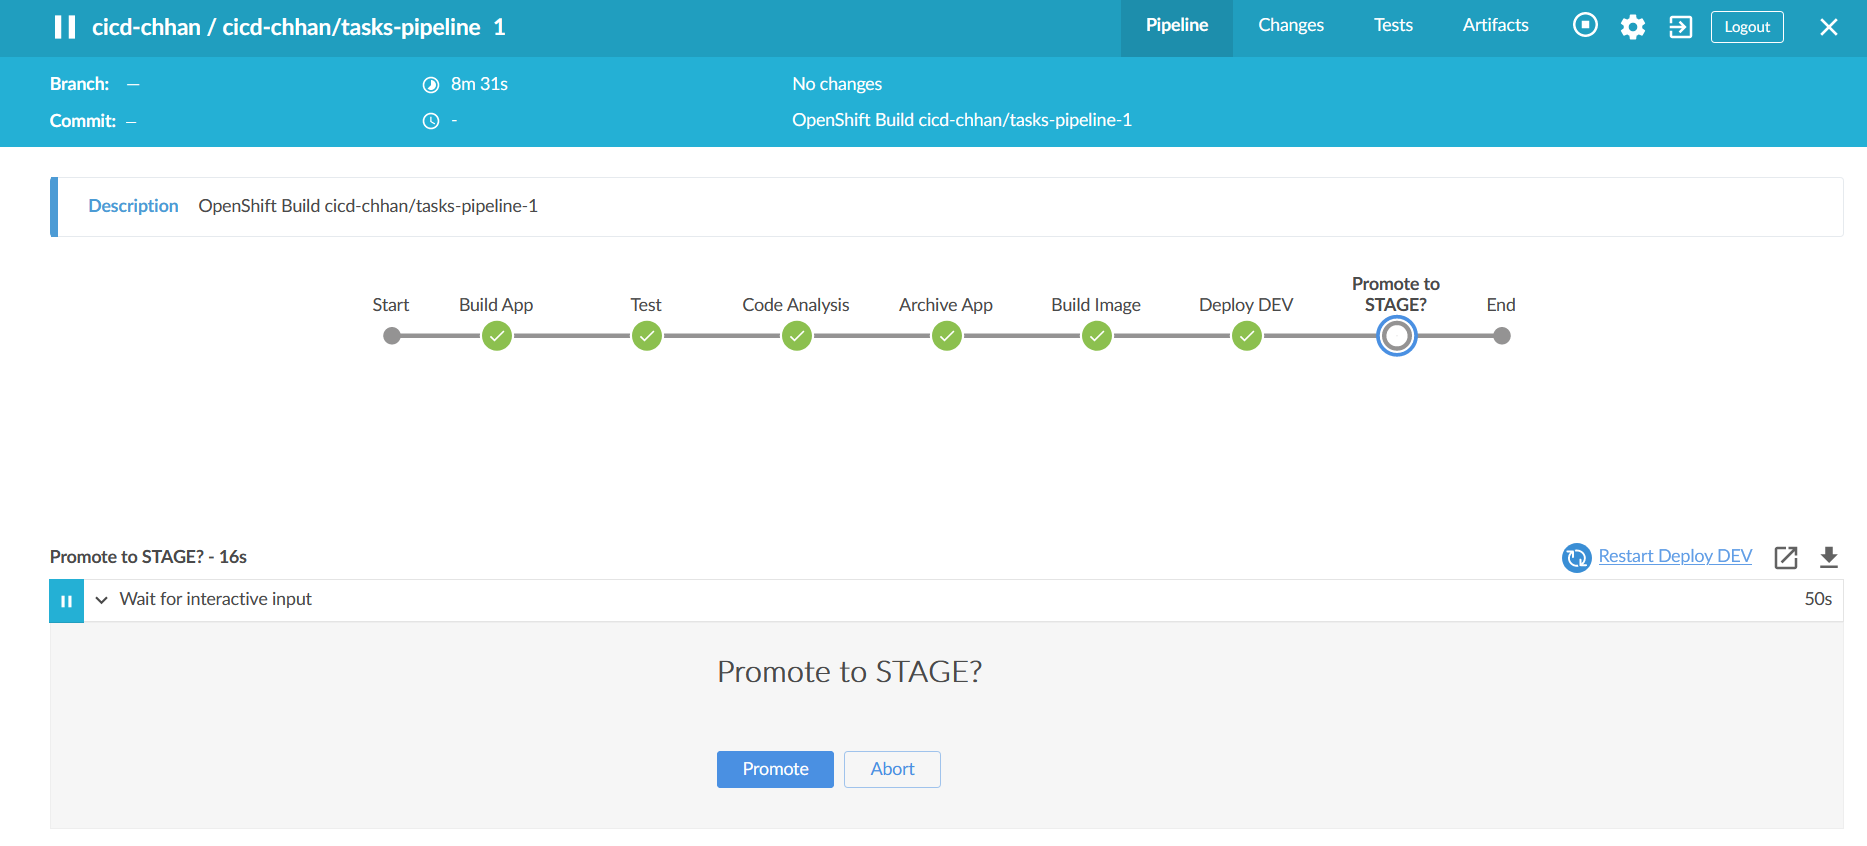 cicd-chhan / cicd-chhan/tasks-pipeline 1
Pipeline
Changes
Tests
Artifacts
Logout
Branch: —
8m 31s
No changes
Commit: —
-
OpenShift Build cicd-chhan/tasks-pipeline-1
Description OpenShift Build cicd-chhan/tasks-pipeline-1
Start
Build App
Test
Code Analysis
Archive App
Build Image
Deploy DEV
Promote to
STAGE?
End
Promote to STAGE? - 16s
Restart Deploy DEV
Wait for interactive input
50s
Promote to STAGE?
Promote
Abort